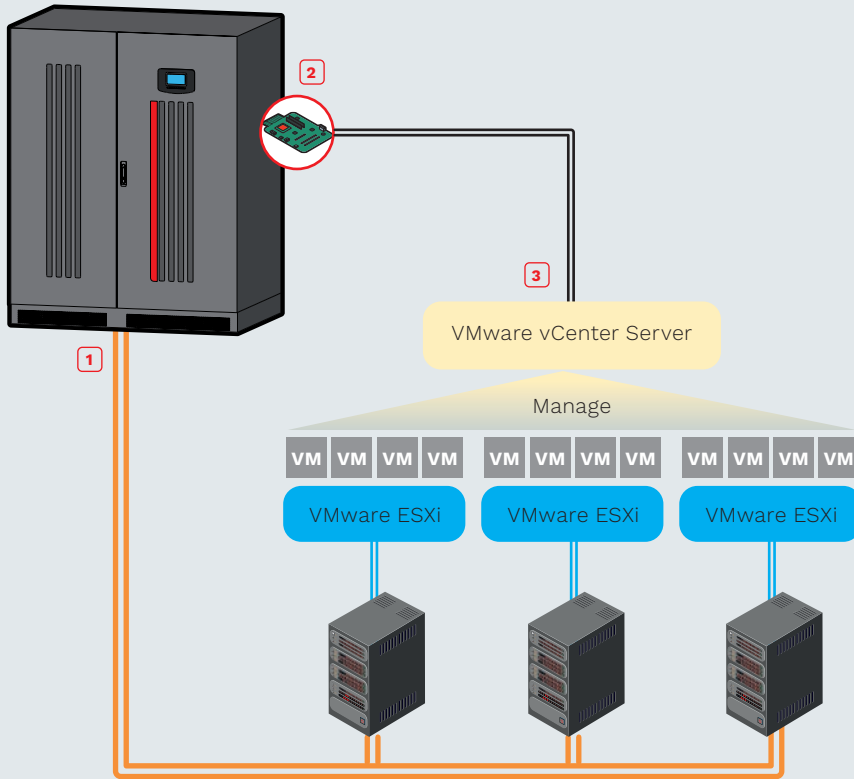 2
3
VMware vCenter Server
1
Manage
VM VM VM VM VM VM VM VM VM VM VM VM
VMware ESXi VMware ESXi VMware ESXi